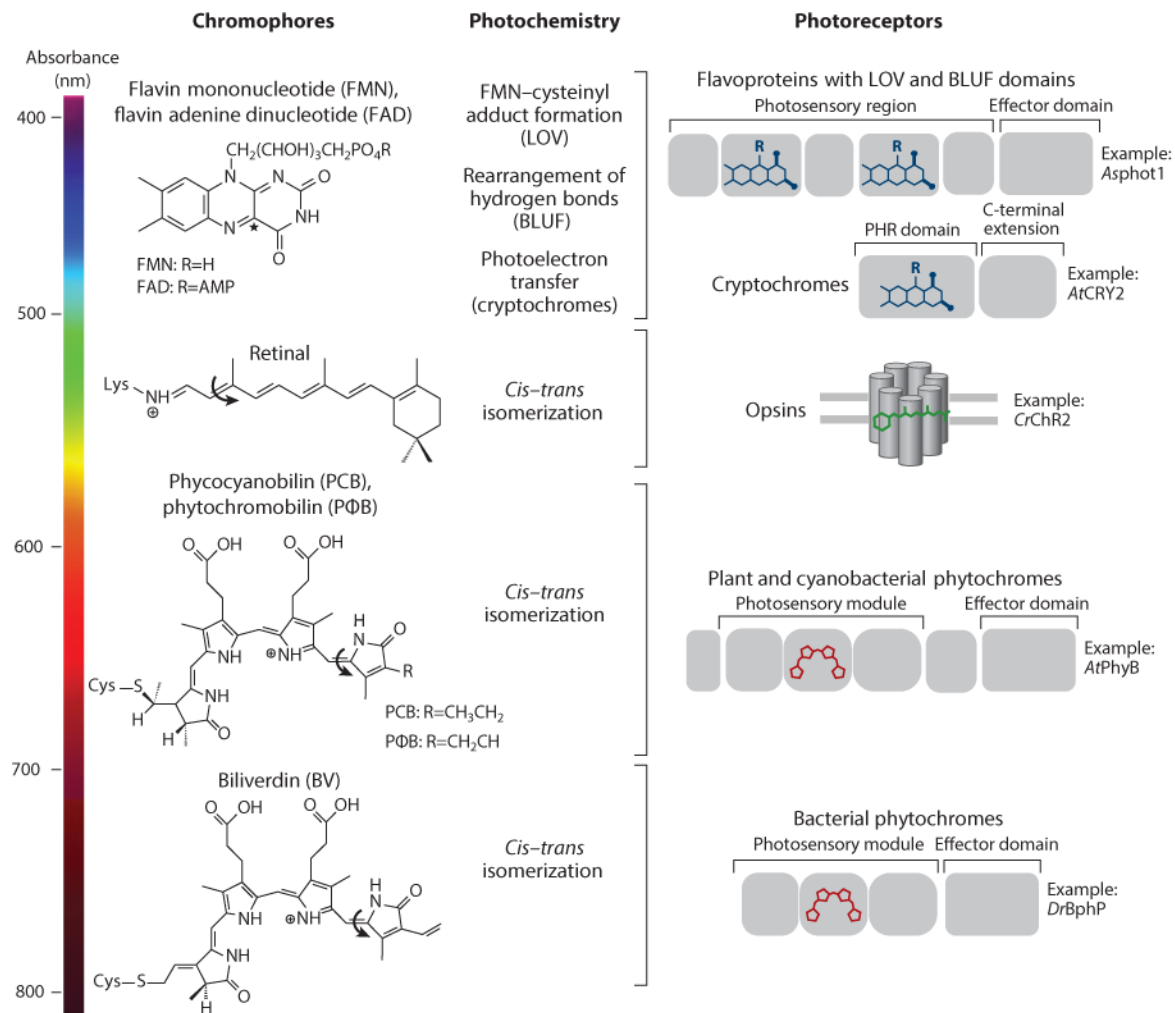 Chromophores
Photochemistry
Photoreceptors
Absorbance
(nm)
400
500
600
700
800
Flavin mononucleotide (FMN),
flavin adenine dinucleotide (FAD)
CH₂(CHOH)₃CH₂PO₄R
N
N
O
NH
N
★
O
FMN: R=H
FAD: R=AMP
FMN–cysteinyl
adduct formation
(LOV)
Rearrangement of
hydrogen bonds
(BLUF)
Photoelectron
transfer
(cryptochromes)
Flavoproteins with LOV and BLUF domains
Photosensory region
Effector domain
R
R
Example:
Asphot1
PHR domain
C-terminal
extension
Cryptochromes
R
Example:
AtCRY2
Retinal
Lys
NH
⊕
Cis–trans
isomerization
Opsins
Example:
CrChR2
Phycocyanobilin (PCB),
phytochromobilin (PΦB)
O
OH
O
OH
H
N
O
NH
⊕
NH
R
Cys
S
H
NH
H
O
PCB: R=CH₃CH₂
PΦB: R=CH₂CH
Cis–trans
isomerization
Plant and cyanobacterial phytochromes
Photosensory module
Effector domain
Example:
AtPhyB
Biliverdin (BV)
O
OH
O
OH
H
N
O
NH
⊕
NH
H
N
Cys
S
O
H
Cis–trans
isomerization
Bacterial phytochromes
Photosensory module
Effector domain
Example:
DrBphP